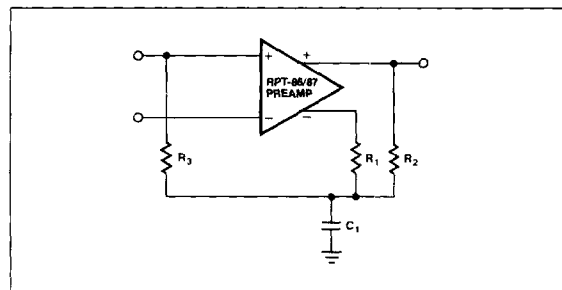 +
+
RPT-86/87
PREAMP
−
−
R3
R1
R2
C1